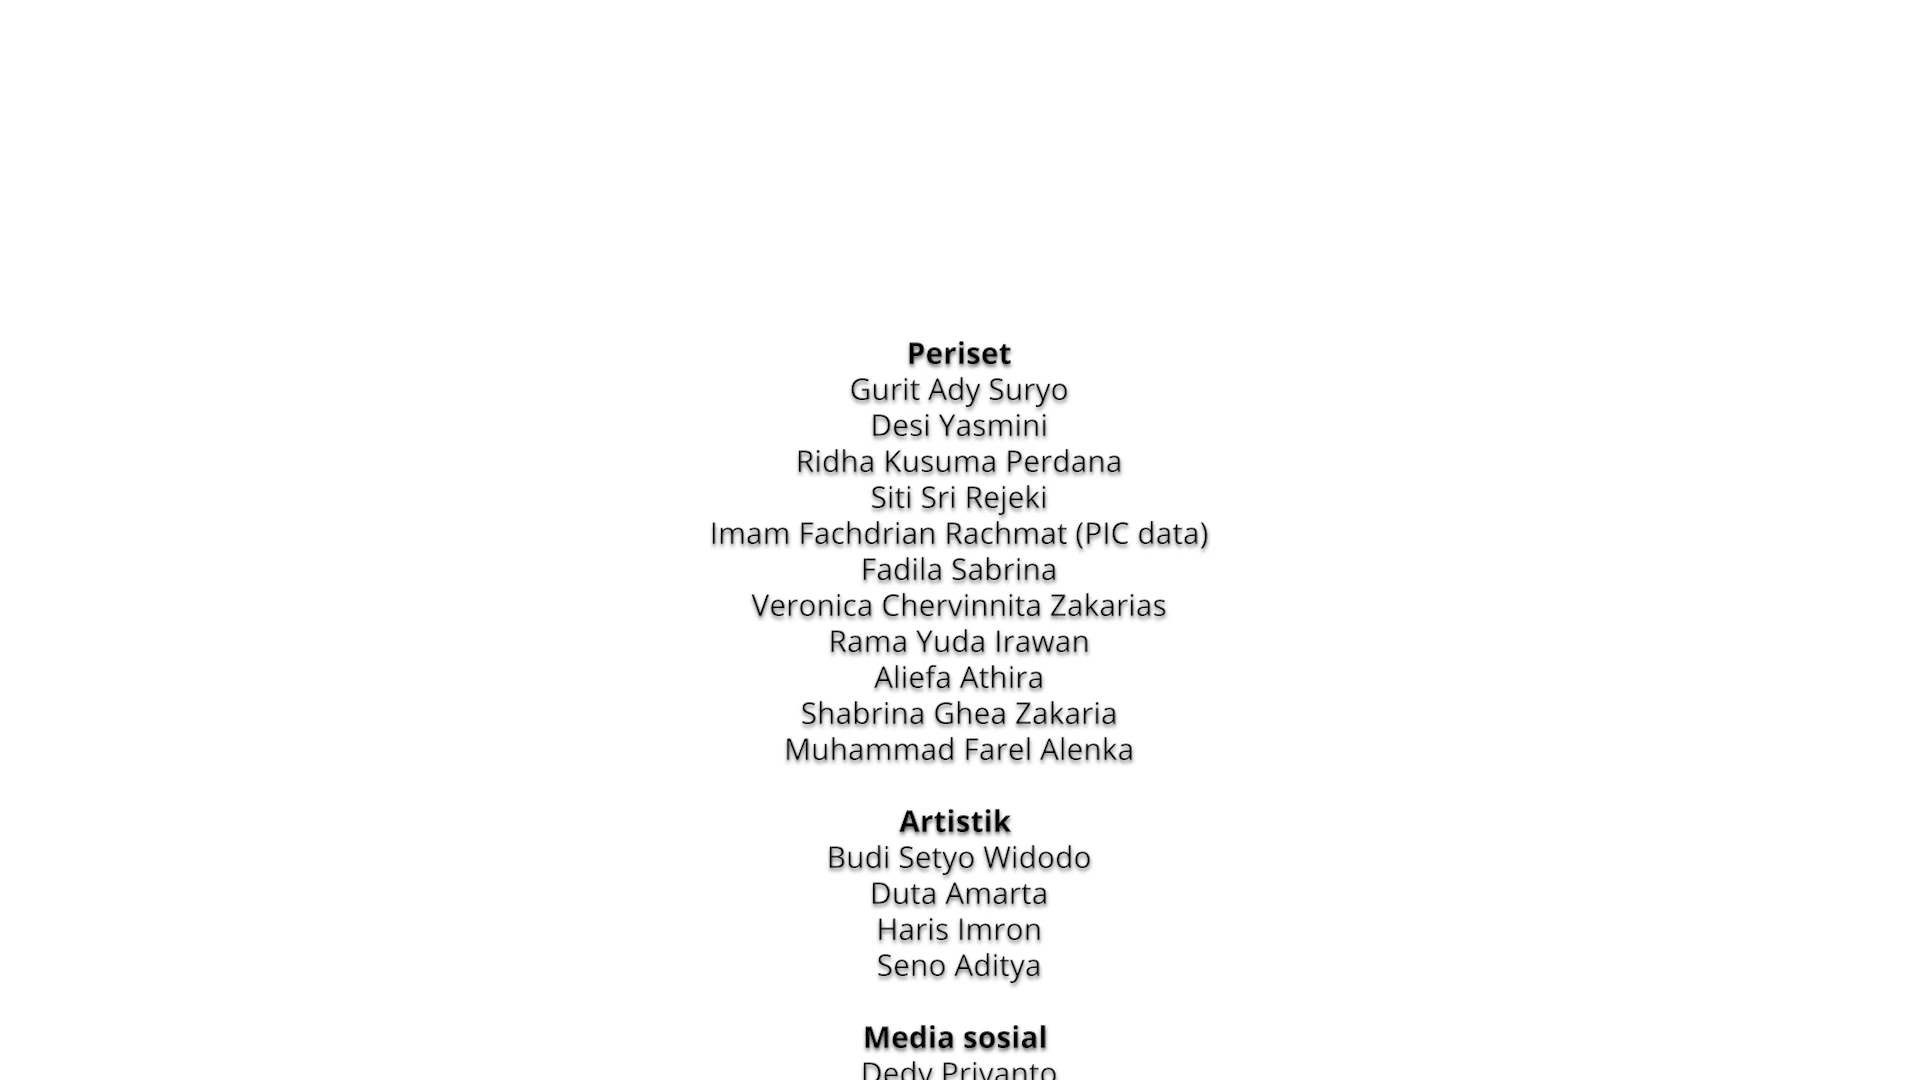 Periset
Gurit Ady Suryo
Desi Yasmini
Ridha Kusuma Perdana
Siti Sri Rejeki
Imam Fachdrian Rachmat (PIC data)
Fadila Sabrina
Veronica Chervinnita Zakarias
Rama Yuda Irawan
Aliefa Athira
Shabrina Ghea Zakaria
Muhammad Farel Alenka
Artistik
Budi Setyo Widodo
Duta Amarta
Haris Imron
Seno Aditya
Media sosial
Dedy Priyanto